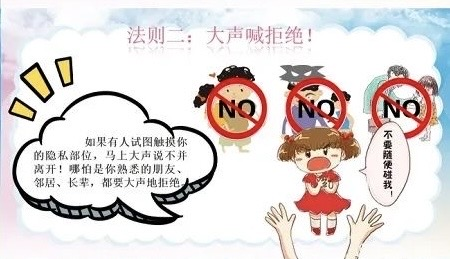 法则二：大声喊拒绝！
NO
NO
NO
如果有人试图触摸你
的隐私部位，马上大声说不并
离开！哪怕是你熟悉的朋友、
邻居、长辈，都要大声地拒绝。
不要随便碰我！